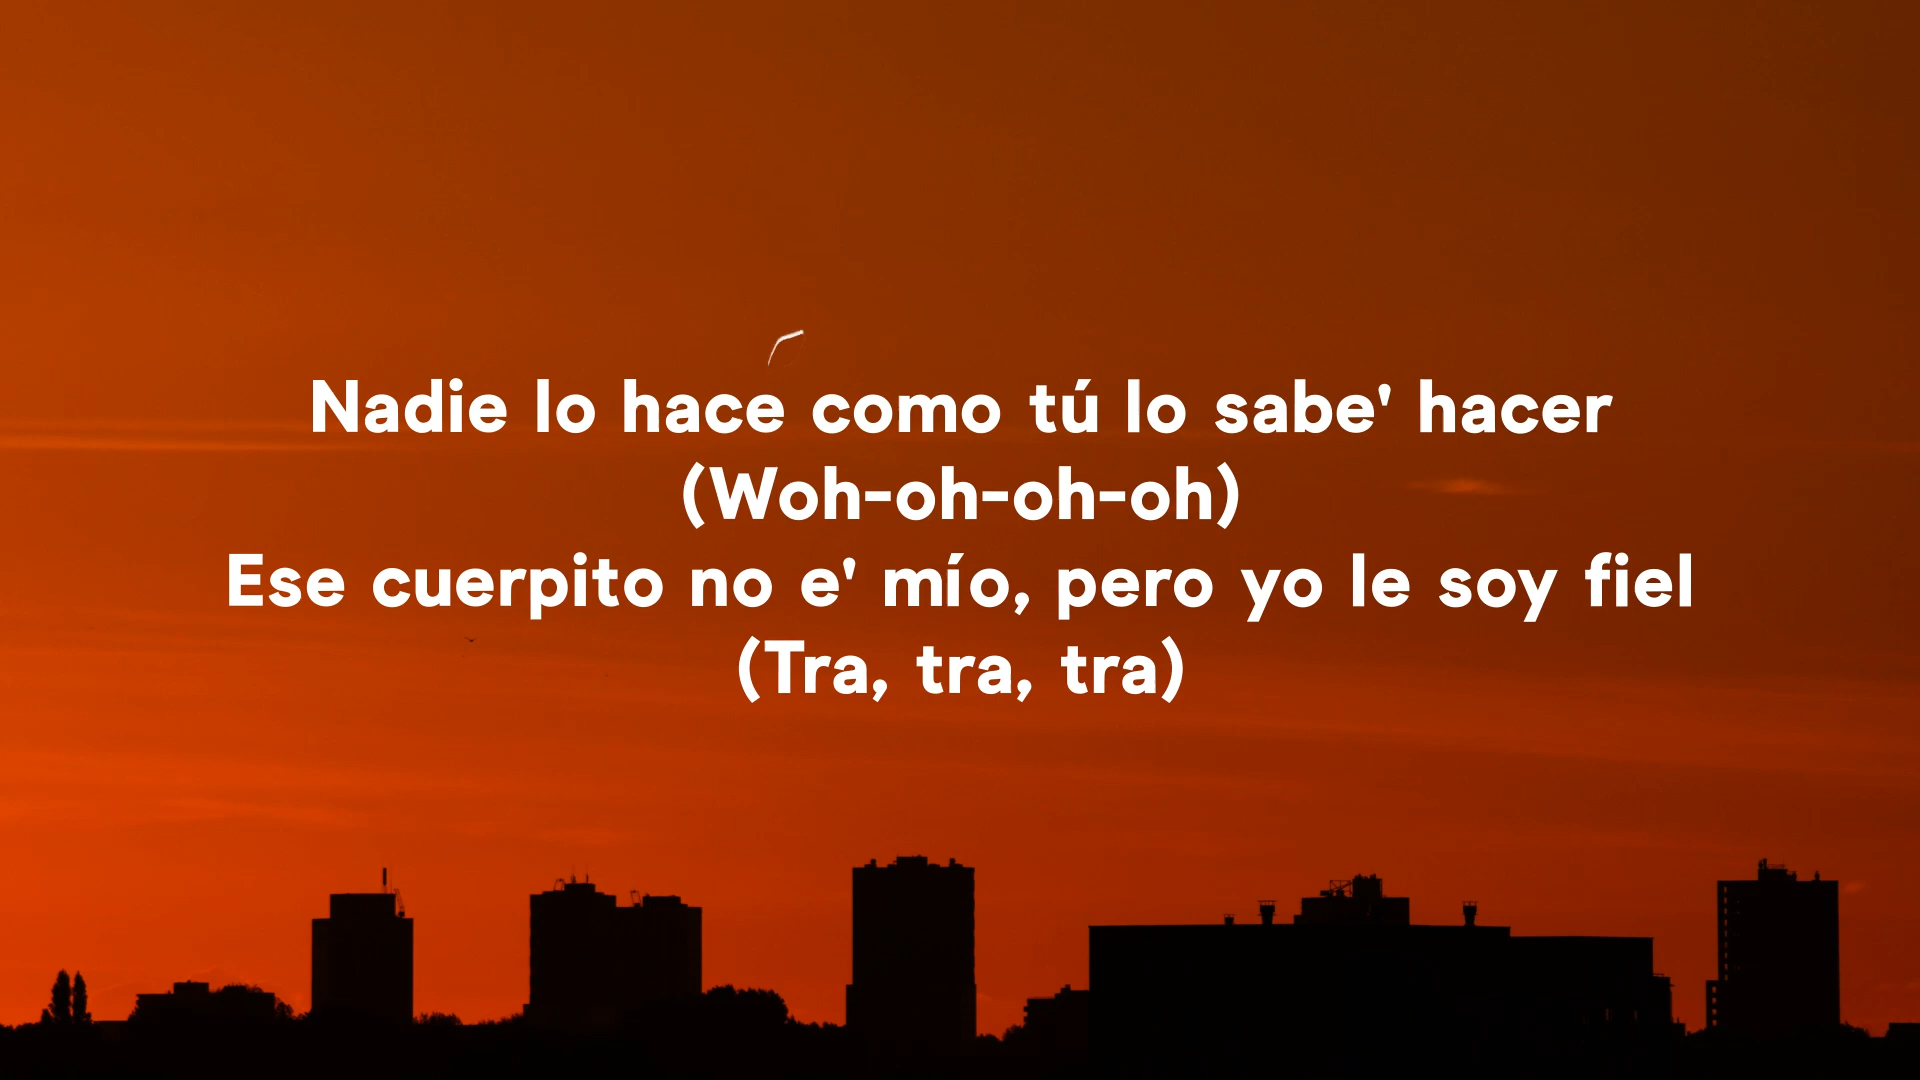 Nadie lo hace como tú lo sabe' hacer
(Woh-oh-oh-oh)
Ese cuerpito no e' mío, pero yo le soy fiel
(Tra, tra, tra)